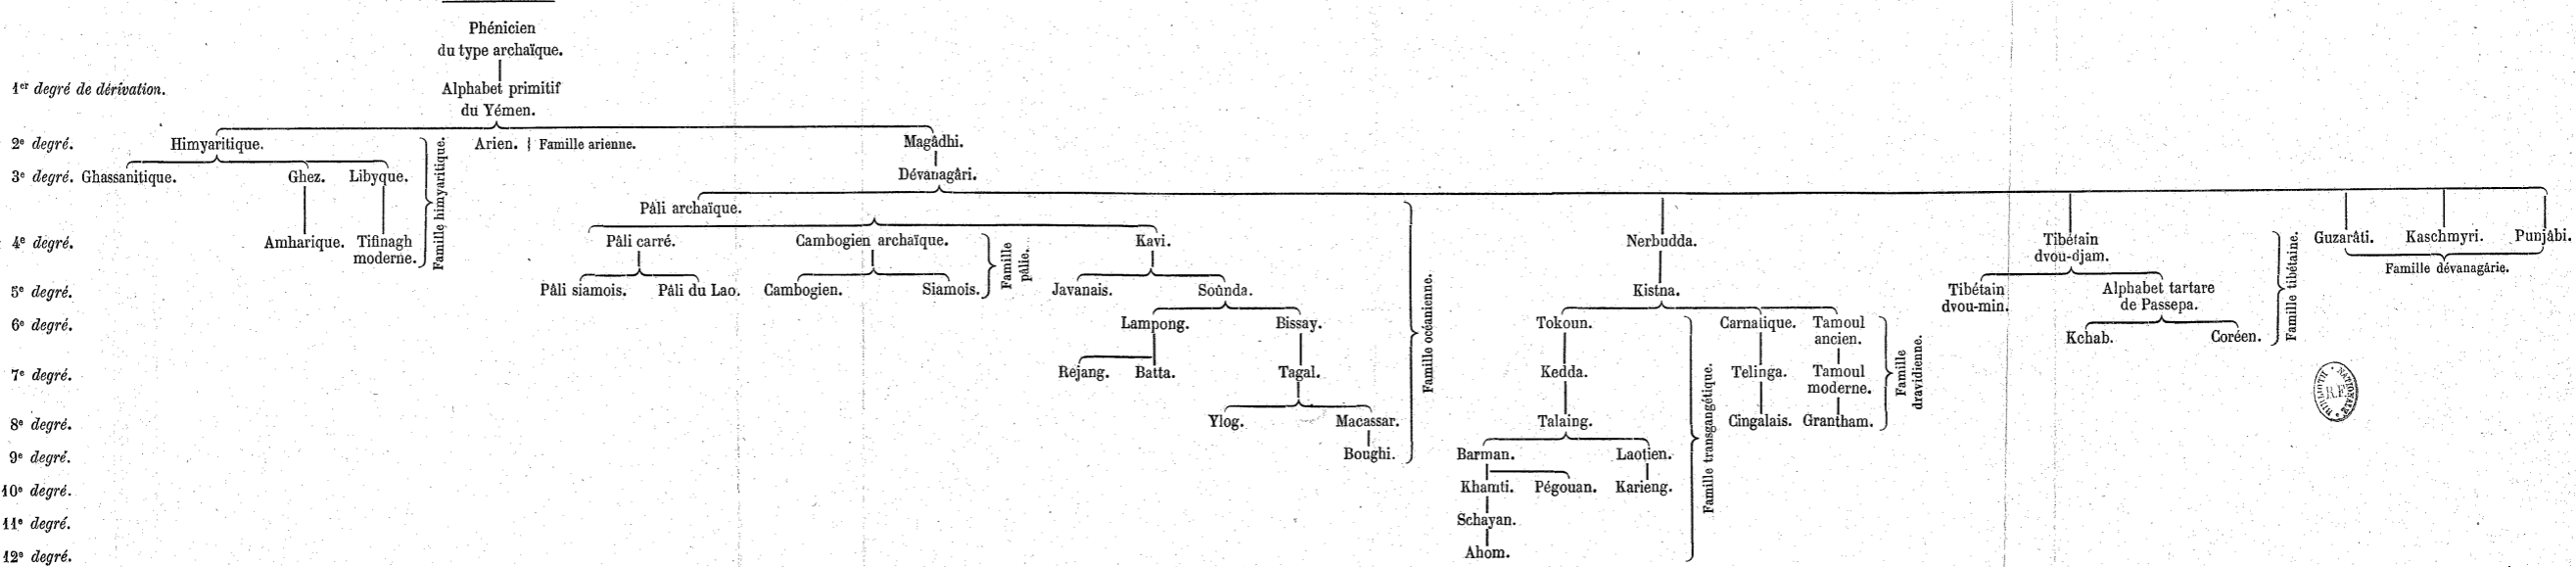 Phénicien
du type archaïque.
1er degré de dérivation.
Alphabet primitif
du Yémen.
2e degré.
Himyaritique.
Arien.
Famille arienne.
Magâdhi.
3e degré.
Ghassanitique.
Ghez.
Libyque.
Dévanagâri.
Famille himyaritique.
Pâli archaïque.
4e degré.
Amharique.
Tifinagh
moderne.
Pâli carré.
Cambogien archaïque.
Kavi.
Nerbudda.
Tibétain
dvou-djam.
Guzarâti.
Kaschmyri.
Punjâbi.
Famille
pâlie.
Famille dévanagârie.
5e degré.
Pâli siamois.
Pâli du Lao.
Cambogien.
Siamois.
Javanais.
Soûnda.
Kistna.
Tibétain
dvou-min.
Alphabet tartare
de Passepa.
Famille tibétaine.
6e degré.
Lampong.
Bissay.
Famille océanienne.
Tokoun.
Carnatique.
Tamoul
ancien.
Kchab.
Coréen.
7e degré.
Rejang.
Batta.
Tagal.
Kedda.
Telinga.
Tamoul
moderne.
Famille
dravidienne.
8e degré.
Ylog.
Macassar.
Talaing.
Cingalais.
Grantham.
Famille transgangétique.
9e degré.
Boughi.
Barman.
Laotien.
10e degré.
Khamti.
Pégouan.
Karieng.
11e degré.
Schayan.
12e degré.
Ahom.